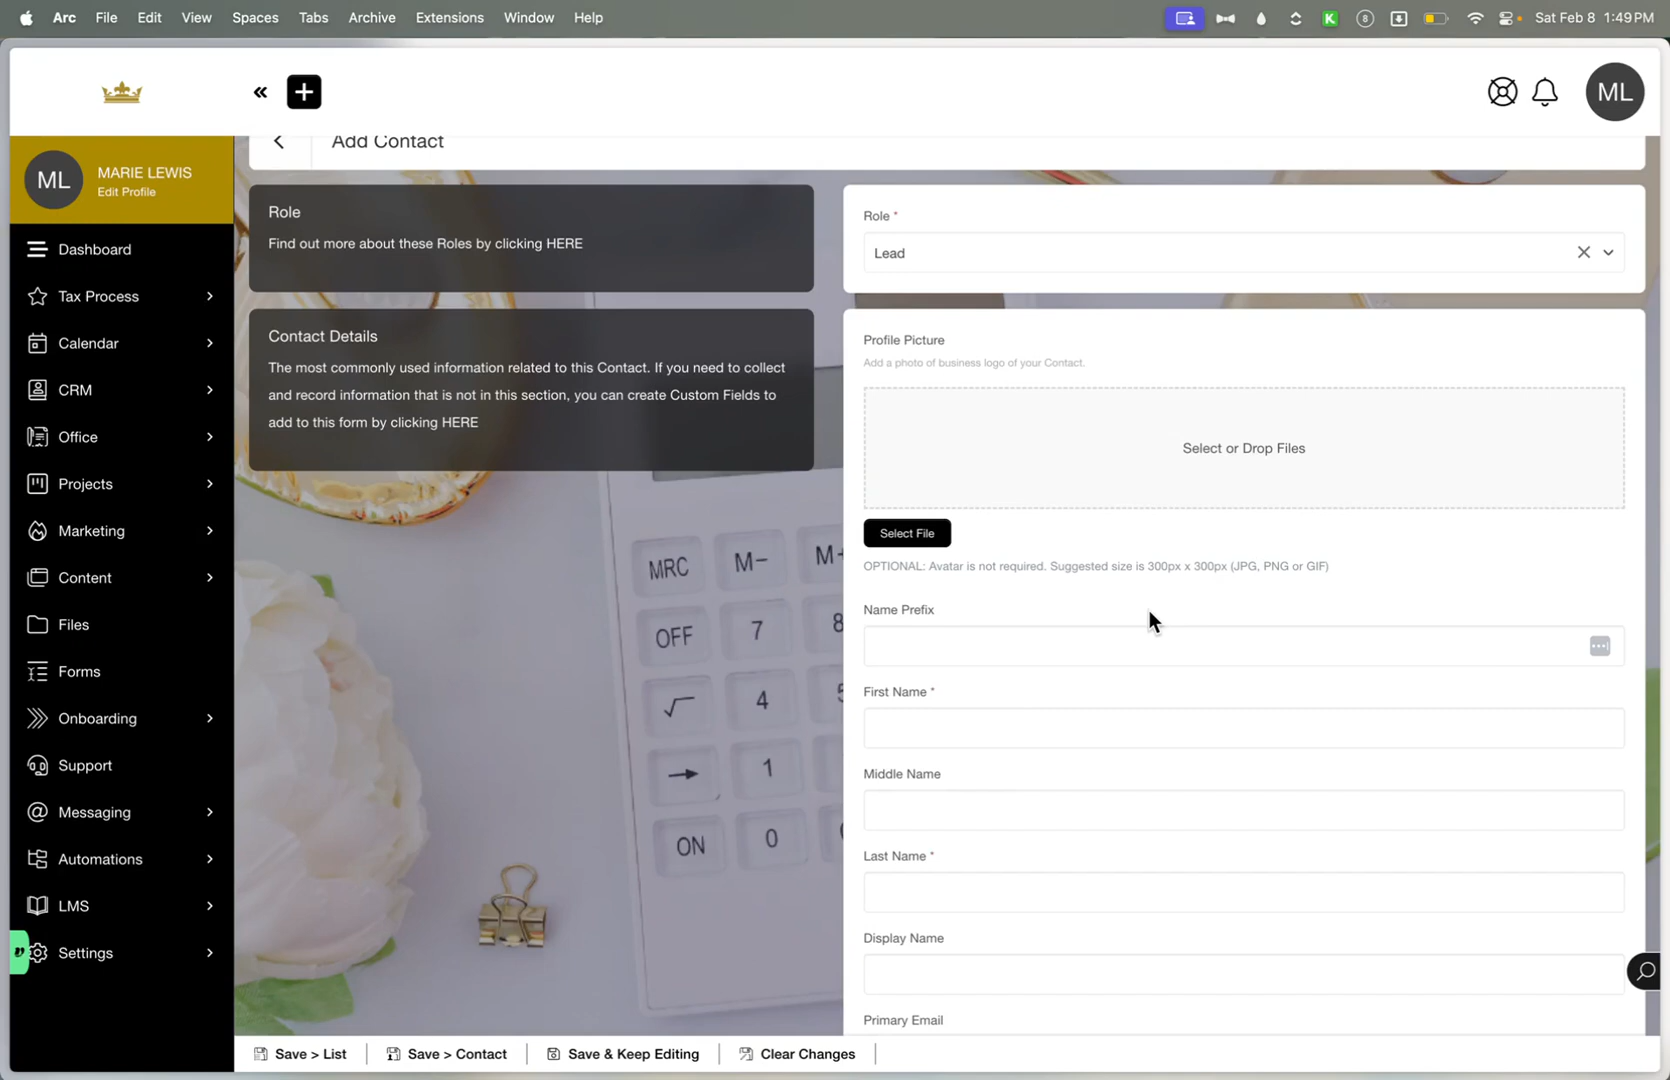 Arc File Edit View Spaces Tabs Archive Extensions Window Help K 8 Sat Feb 8 1:49 PM
« + ML
ML MARIE LEWIS
Edit Profile
Dashboard
Tax Process
Calendar
CRM
Office
Projects
Marketing
Content
Files
Forms
Onboarding
Support
Messaging
Automations
LMS
Settings
Add Contact
Role
Find out more about these Roles by clicking HERE
Contact Details
The most commonly used information related to this Contact. If you need to collect
and record information that is not in this section, you can create Custom Fields to
add to this form by clicking HERE
Role *
Lead
Profile Picture
Add a photo of business logo of your Contact.
Select or Drop Files
Select File
OPTIONAL: Avatar is not required. Suggested size is 300px x 300px (JPG, PNG or GIF)
Name Prefix
First Name *
Middle Name
Last Name *
Display Name
Primary Email
MRC M- M+
OFF 7 8
√ 4 5
→ 1
ON 0
Save > List Save > Contact Save & Keep Editing Clear Changes